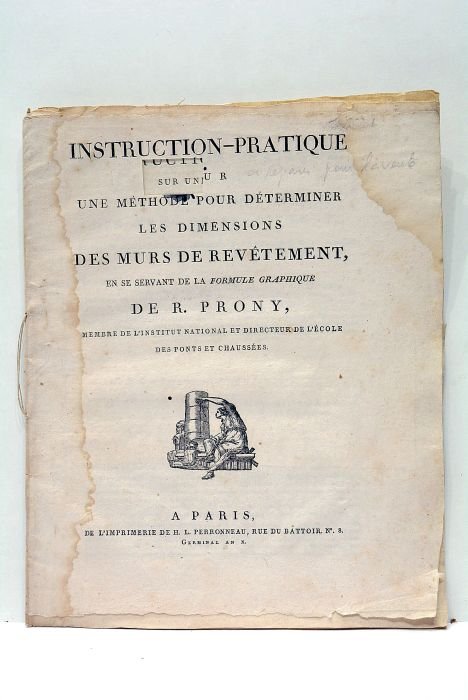 INSTRUCTION-PRATIQUE
SUR
UNE MÉTHODE POUR DÉTERMINER
LES DIMENSIONS
DES MURS DE REVÊTEMENT,
EN SE SERVANT DE LA FORMULE GRAPHIQUE
DE R. PRONY,
MEMBRE DE L'INSTITUT NATIONAL ET DIRECTEUR DE L'ÉCOLE
DES PONTS ET CHAUSSÉES.
A PARIS,
DE L'IMPRIMERIE DE H. L. PERRONNEAU, RUE DU BATTOIR, N°. 8.
GERMINAL AN X.